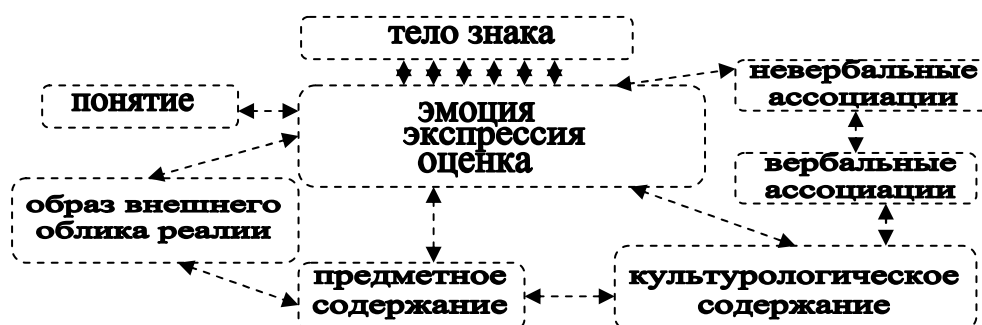 тело знака
невербальные
ассоциации
понятие
эмоция
экспрессия
оценка
вербальные
ассоциации
образ внешнего
облика реалии
предметное
содержание
культурологическое
содержание